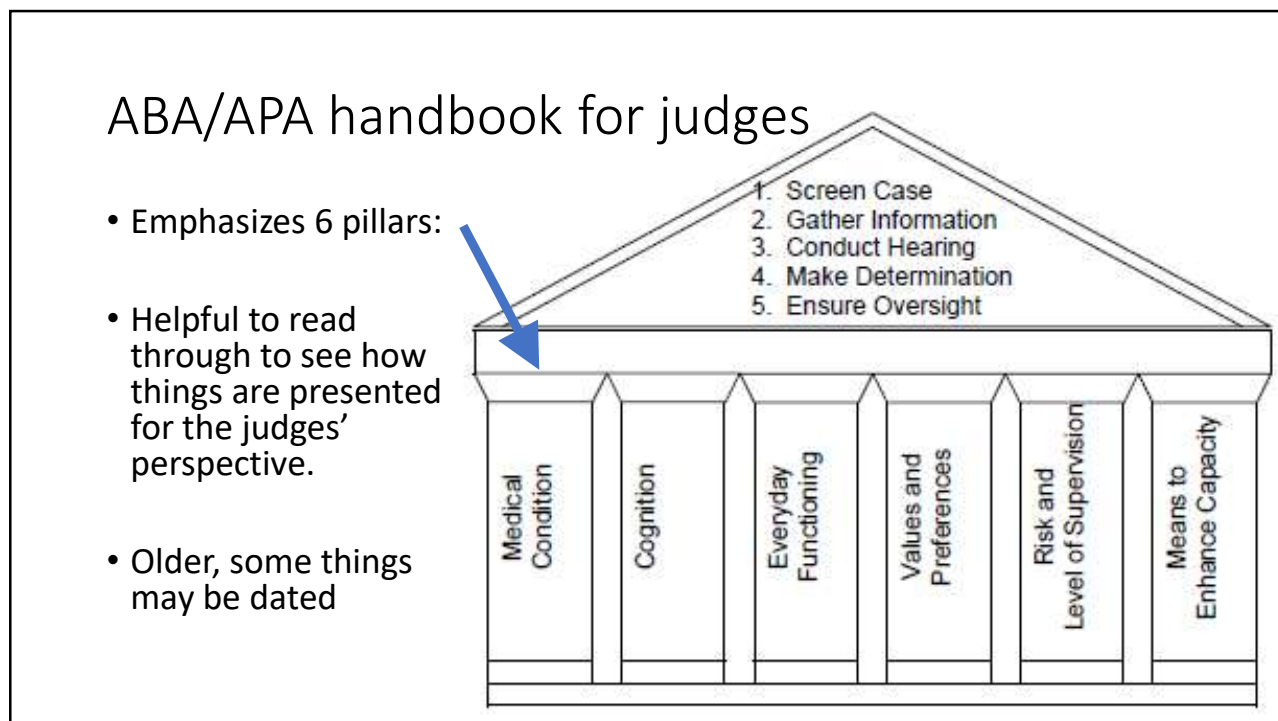 ABA/APA handbook for judges
• Emphasizes 6 pillars:
• Helpful to read
through to see how
things are presented
for the judges’
perspective.
• Older, some things
may be dated
1. Screen Case
2. Gather Information
3. Conduct Hearing
4. Make Determination
5. Ensure Oversight
Medical
Condition
Cognition
Everyday
Functioning
Values and
Preferences
Risk and
Level of Supervision
Means to
Enhance Capacity